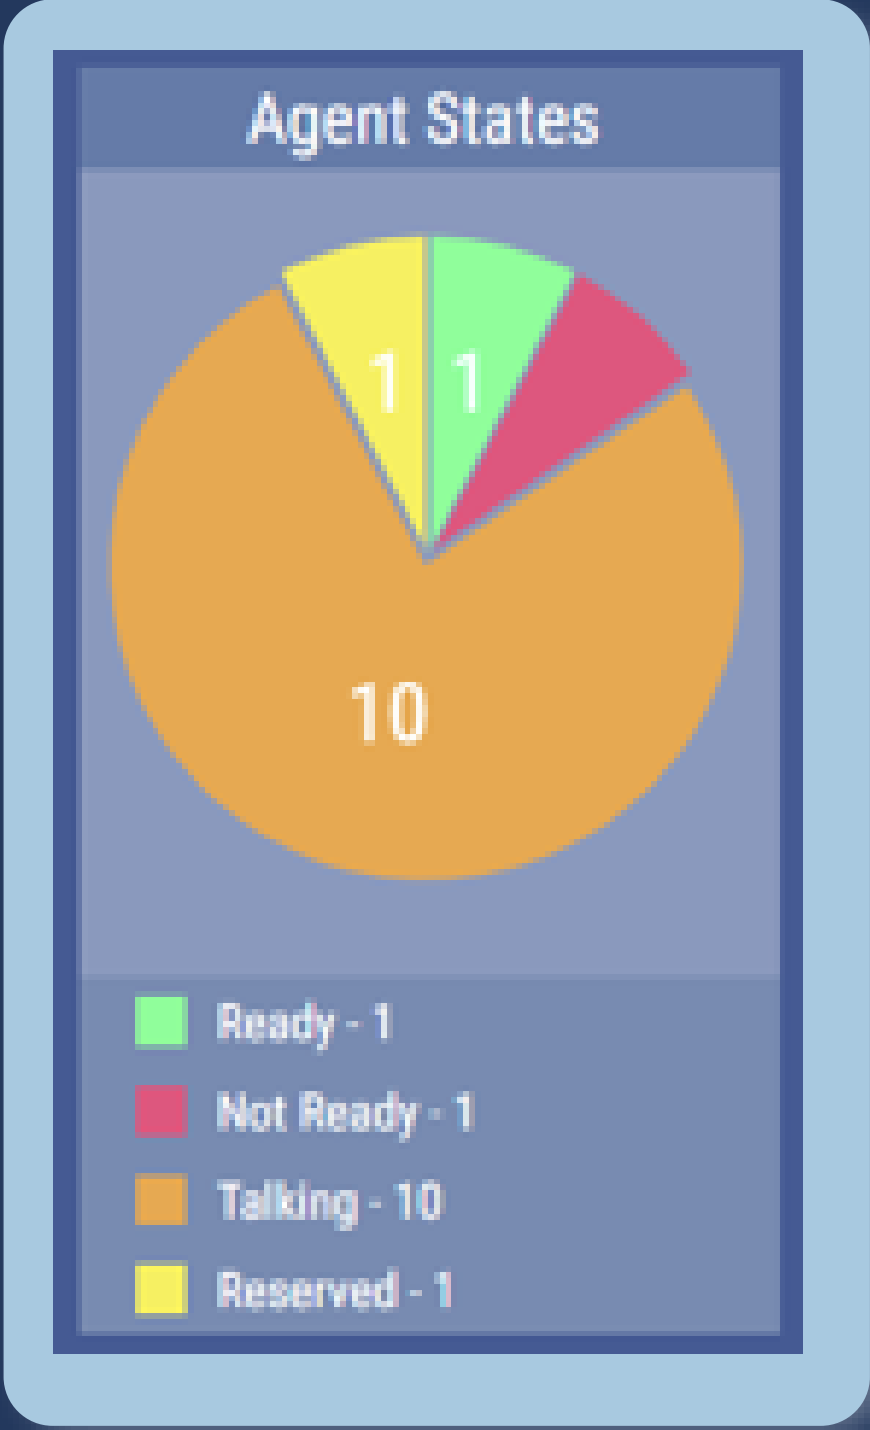 Agent States
1 1
10
Ready - 1
Not Ready - 1
Talking - 10
Reserved - 1